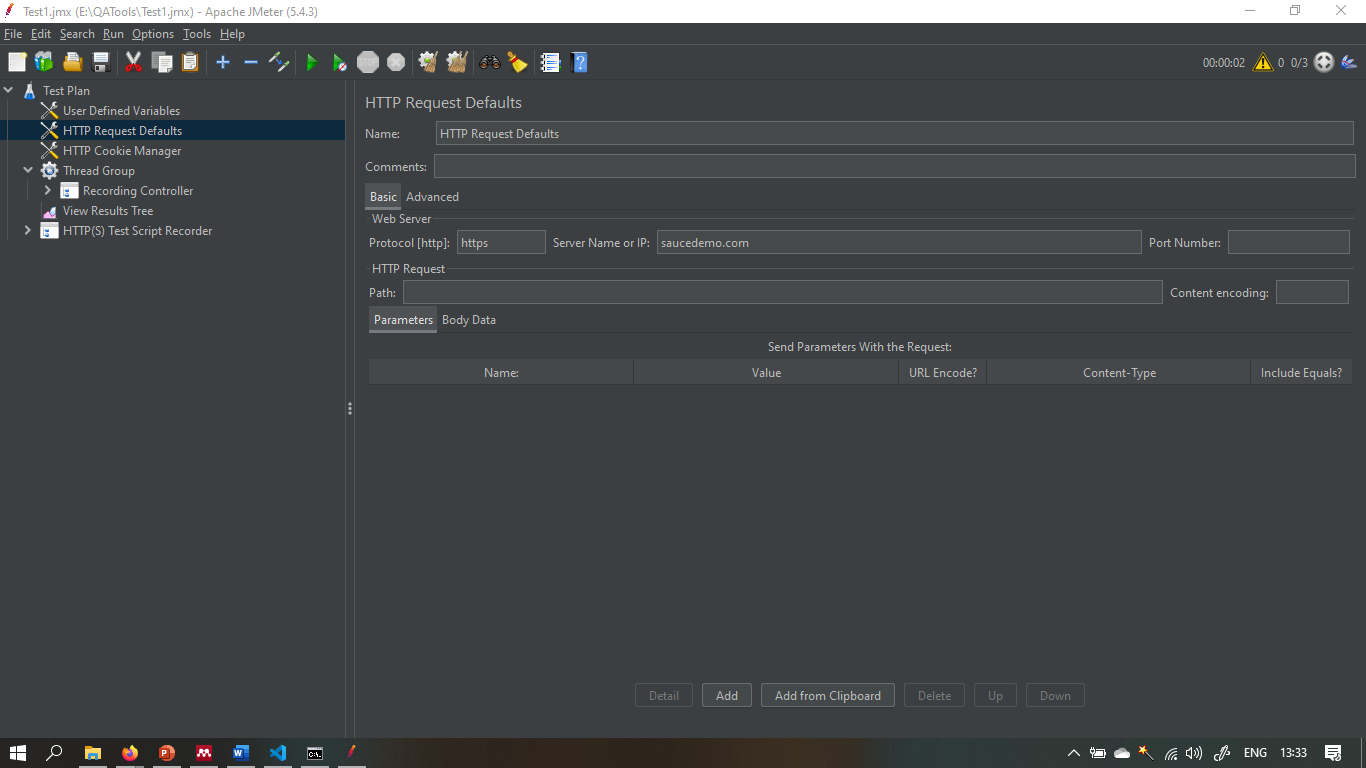 Test1.jmx (E:\QATools\Test1.jmx) - Apache JMeter (5.4.3)
File Edit Search Run Options Tools Help
STOP 00:00:02 0 0/3
Test Plan
User Defined Variables
HTTP Request Defaults
HTTP Cookie Manager
Thread Group
Recording Controller
View Results Tree
HTTP(S) Test Script Recorder
HTTP Request Defaults
Name: HTTP Request Defaults
Comments:
Basic Advanced
Web Server
Protocol [http]: https Server Name or IP: saucedemo.com Port Number:
HTTP Request
Path: Content encoding:
Parameters Body Data
Send Parameters With the Request:
Name: Value URL Encode? Content-Type Include Equals?
Detail Add Add from Clipboard Delete Up Down
ENG 13:33